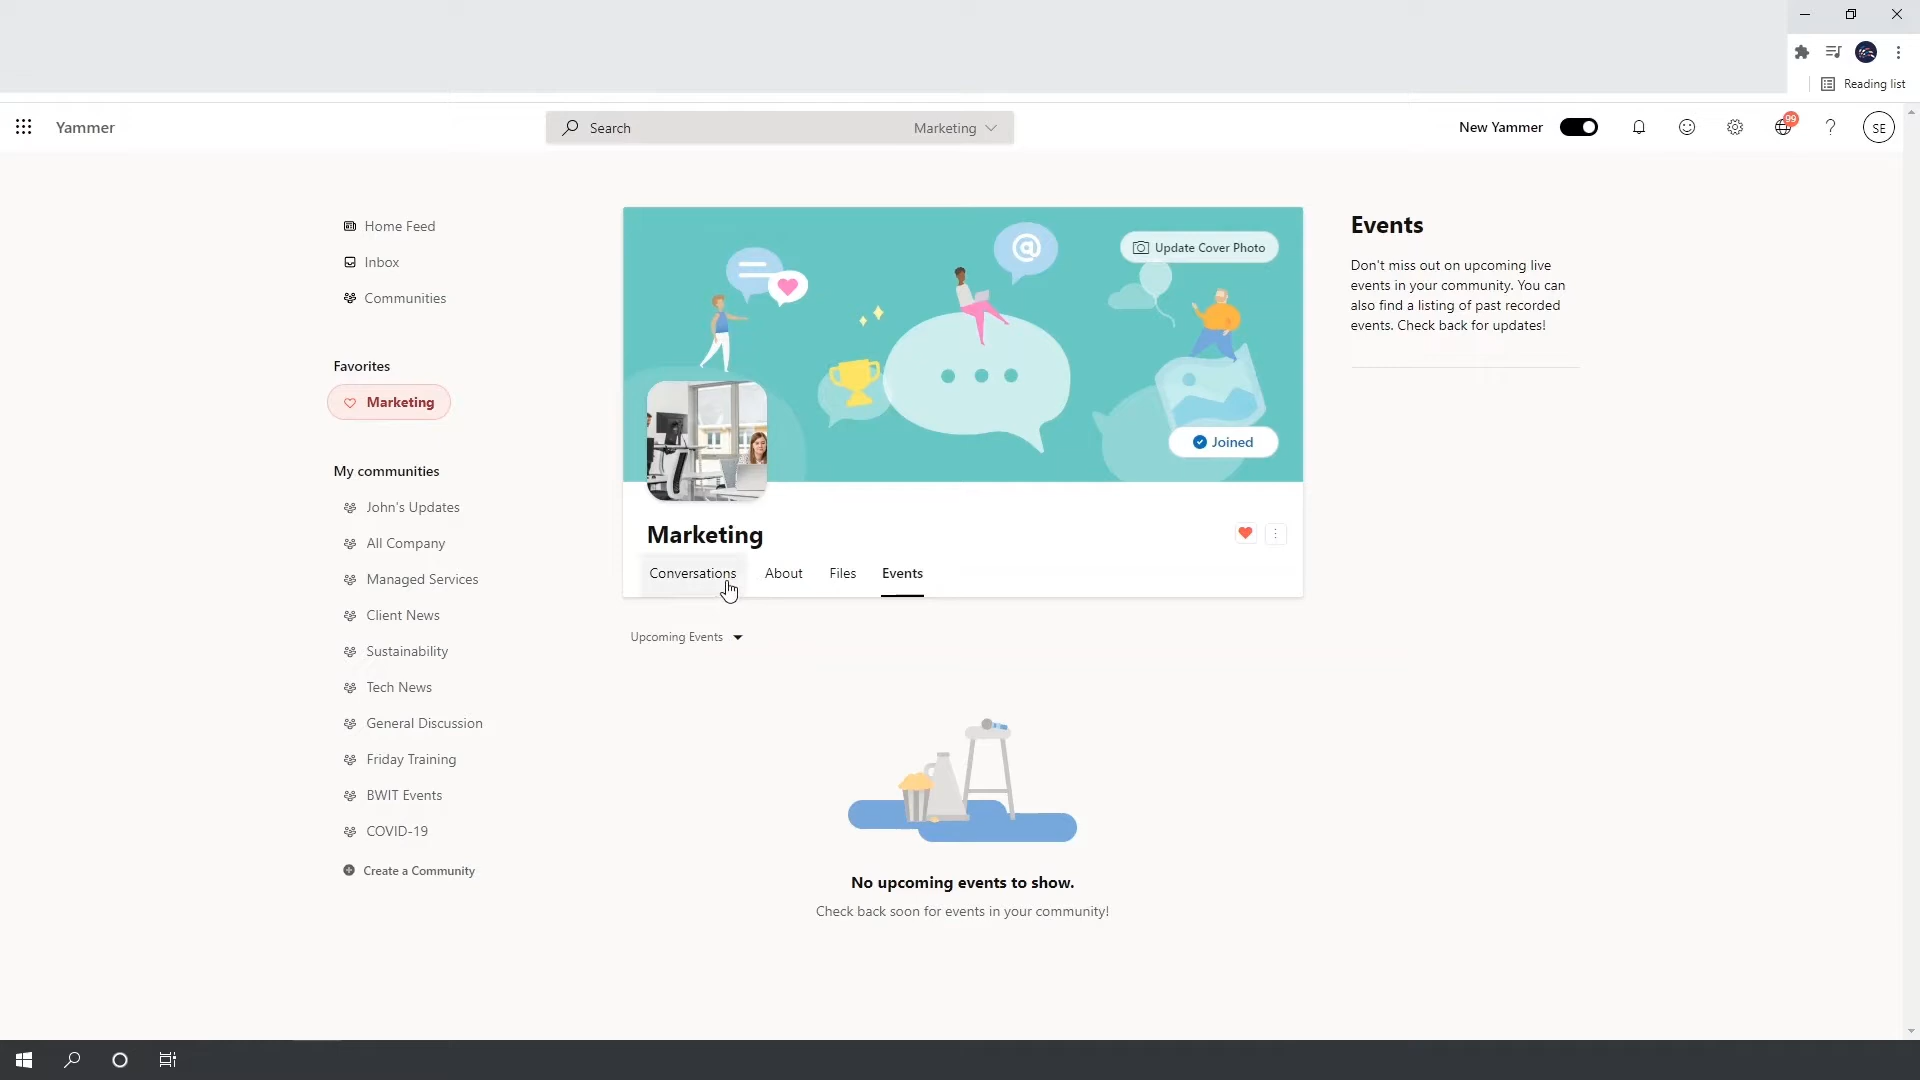 Reading list
Yammer
Search
Marketing
New Yammer
99
?
SE
Home Feed
Inbox
Communities
Favorites
Marketing
My communities
John's Updates
All Company
Managed Services
Client News
Sustainability
Tech News
General Discussion
Friday Training
BWIT Events
COVID-19
Create a Community
@
Update Cover Photo
Joined
Marketing
Conversations
About
Files
Events
Upcoming Events
No upcoming events to show.
Check back soon for events in your community!
Events
Don't miss out on upcoming live
events in your community. You can
also find a listing of past recorded
events. Check back for updates!